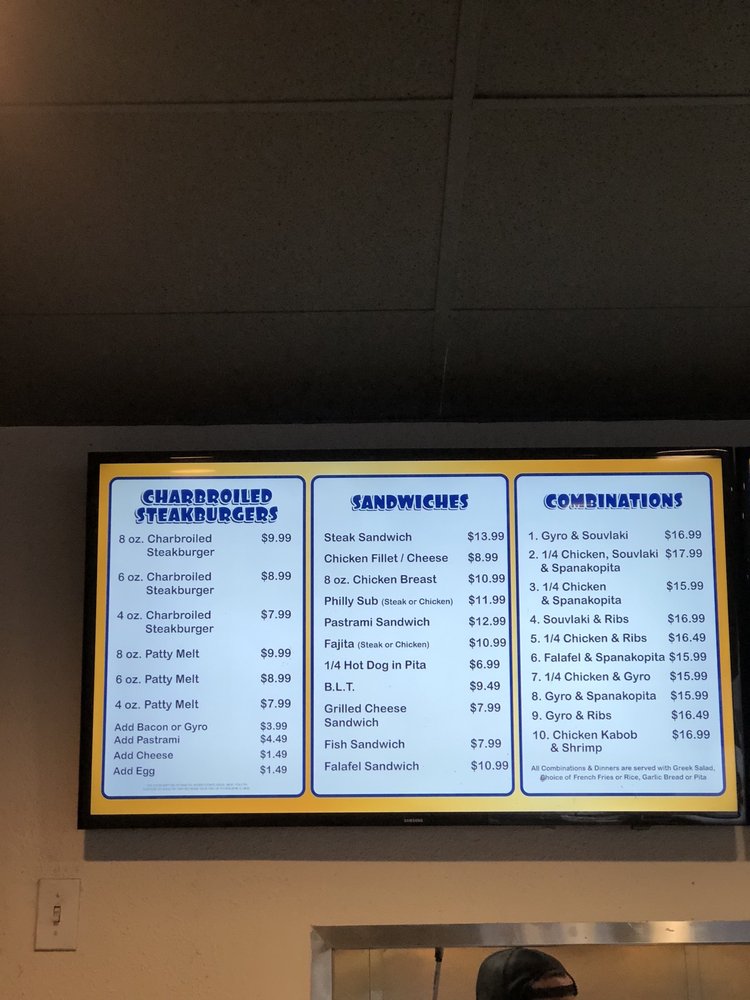 CHARBROILED
STEAKBURGERS
8 oz. Charbroiled $9.99
Steakburger
6 oz. Charbroiled $8.99
Steakburger
4 oz. Charbroiled $7.99
Steakburger
8 oz. Patty Melt $9.99
6 oz. Patty Melt $8.99
4 oz. Patty Melt $7.99
Add Bacon or Gyro $3.99
Add Pastrami $4.49
Add Cheese $1.49
Add Egg $1.49
SANDWICHES
Steak Sandwich $13.99
Chicken Fillet / Cheese $8.99
8 oz. Chicken Breast $10.99
Philly Sub (Steak or Chicken) $11.99
Pastrami Sandwich $12.99
Fajita (Steak or Chicken) $10.99
1/4 Hot Dog in Pita $6.99
B.L.T. $9.49
Grilled Cheese $7.99
Sandwich
Fish Sandwich $7.99
Falafel Sandwich $10.99
COMBINATIONS
1. Gyro & Souvlaki $16.99
2. 1/4 Chicken, Souvlaki $17.99
& Spanakopita
3. 1/4 Chicken $15.99
& Spanakopita
4. Souvlaki & Ribs $16.99
5. 1/4 Chicken & Ribs $16.49
6. Falafel & Spanakopita $15.99
7. 1/4 Chicken & Gyro $15.99
8. Gyro & Spanakopita $15.99
9. Gyro & Ribs $16.49
10. Chicken Kabob $16.99
& Shrimp
All Combinations & Dinners are served with Greek Salad,
Choice of French Fries or Rice, Garlic Bread or Pita
SAMSUNG